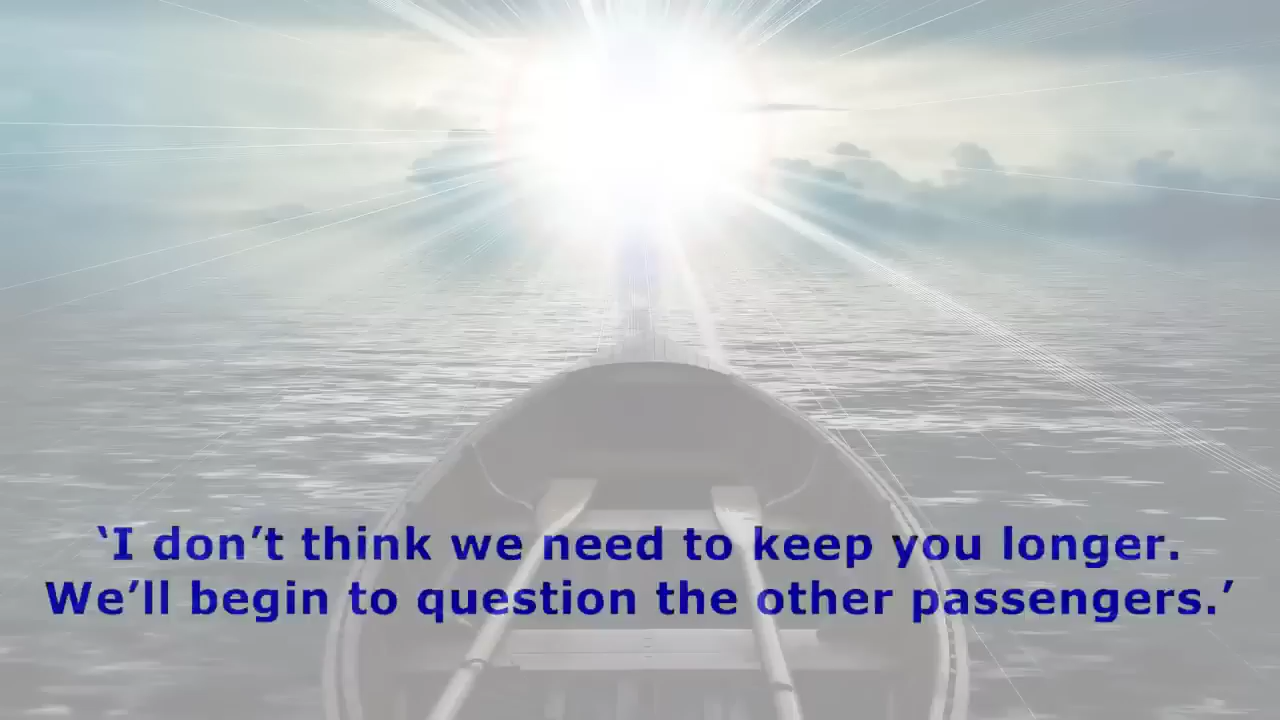 ‘I don’t think we need to keep you longer.
We’ll begin to question the other passengers.’